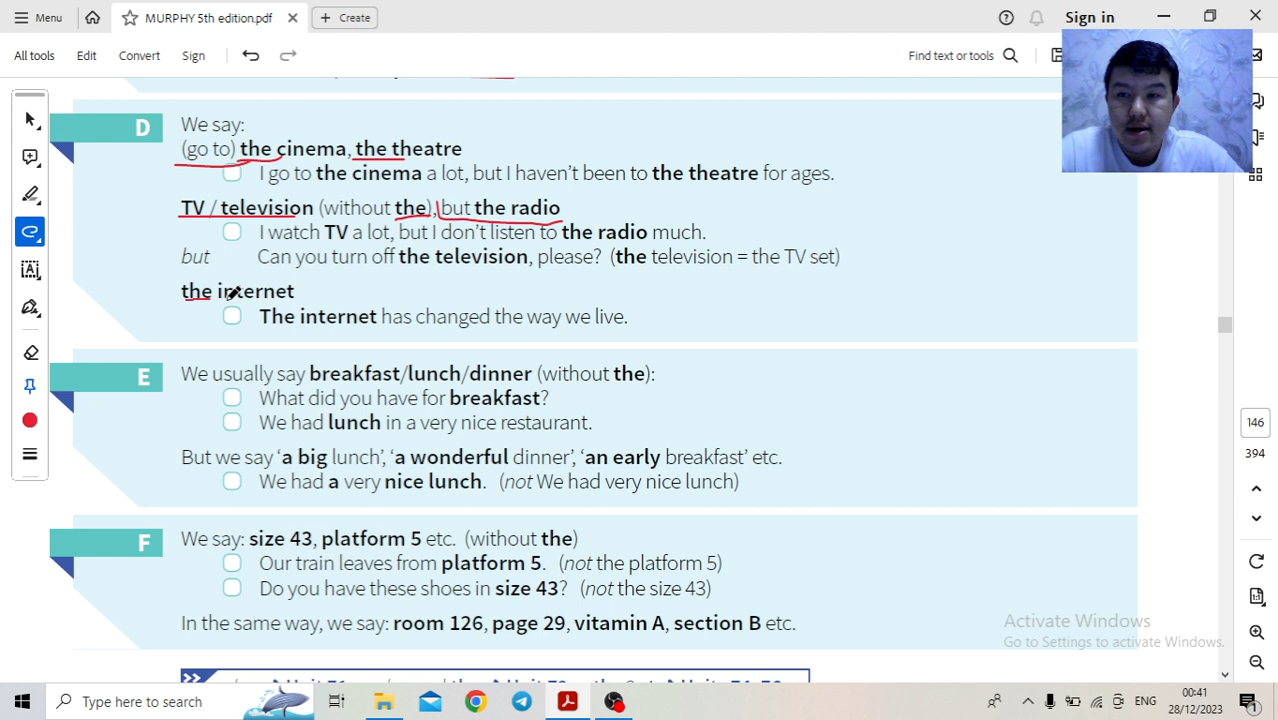 Menu
MURPHY 5th edition.pdf
Create
Sign in
All tools
Edit
Convert
Sign
Find text or tools
D
We say:
(go to) the cinema, the theatre
I go to the cinema a lot, but I haven't been to the theatre for ages.
TV / television (without the), but the radio
I watch TV a lot, but I don't listen to the radio much.
but Can you turn off the television, please? (the television = the TV set)
the internet
The internet has changed the way we live.
E
We usually say breakfast/lunch/dinner (without the):
What did you have for breakfast?
We had lunch in a very nice restaurant.
But we say 'a big lunch', 'a wonderful dinner', 'an early breakfast' etc.
We had a very nice lunch. (not We had very nice lunch)
F
We say: size 43, platform 5 etc. (without the)
Our train leaves from platform 5. (not the platform 5)
Do you have these shoes in size 43? (not the size 43)
In the same way, we say: room 126, page 29, vitamin A, section B etc.
146
394
1:1
Activate Windows
Go to Settings to activate Windows.
Type here to search
ENG
00:41
28/12/2023
1